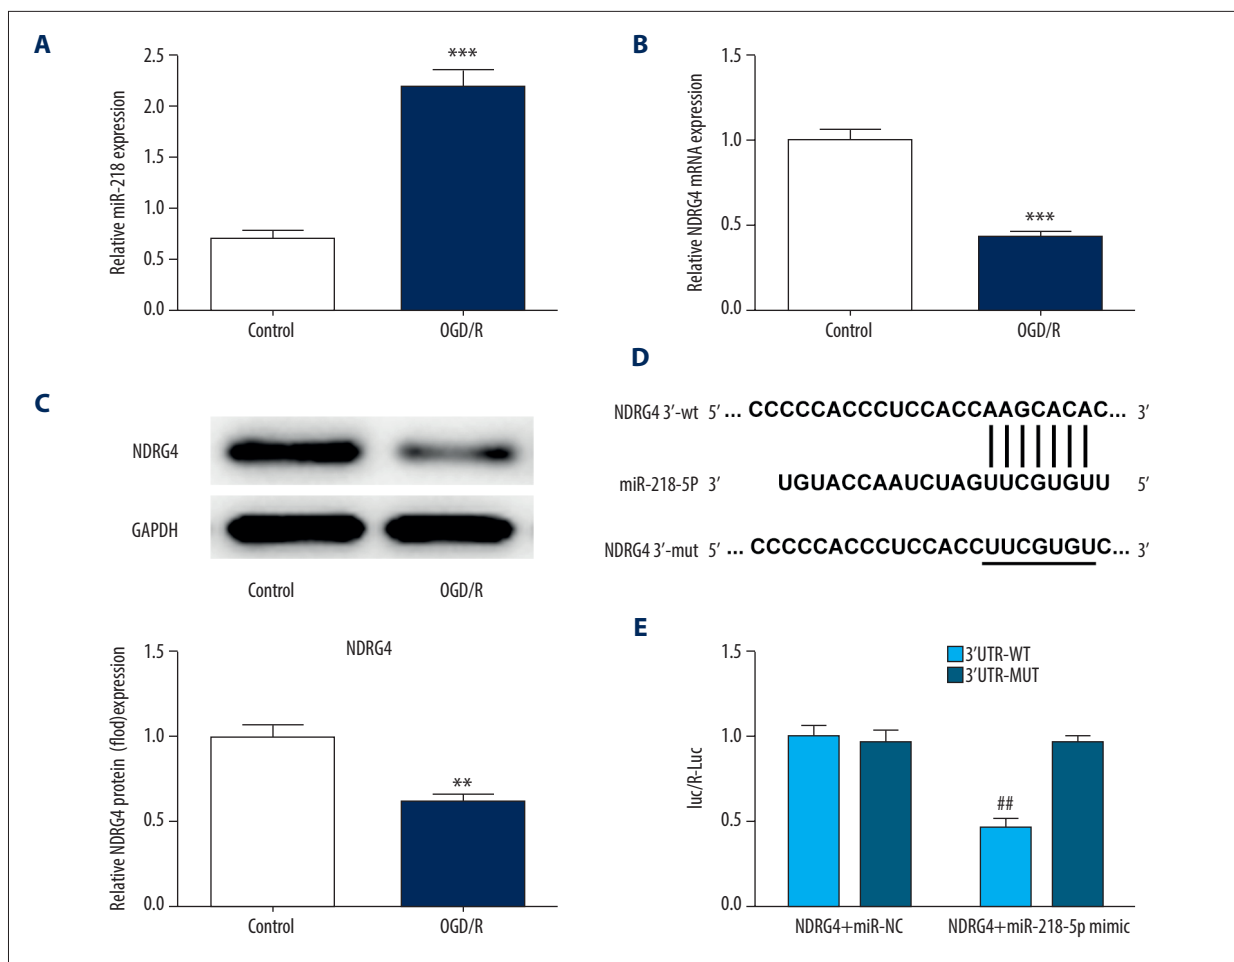 A
Relative miR-218 expression
2.5
2.0
1.5
1.0
0.5
0.0
***
Control
OGD/R
B
Relative NDRG4 mRNA expression
1.5
1.0
0.5
0.0
***
Control
OGD/R
C
NDRG4
GAPDH
Control
OGD/R
NDRG4
Relative NDRG4 protein (flod)expression
1.5
1.0
0.5
0.0
**
Control
OGD/R
D
NDRG4 3′-wt 5′ ... CCCCCACCCUCCACCAAGCACAC... 3′
miR-218-5P 3′ UGUACCAAUCUAGUUCGUGUU 5′
NDRG4 3′-mut 5′ ... CCCCCACCCUCCACCUUCGUGUC... 3′
E
luc/R-Luc
1.5
1.0
0.5
0.0
3′UTR-WT
3′UTR-MUT
##
NDRG4+miR-NC
NDRG4+miR-218-5p mimic